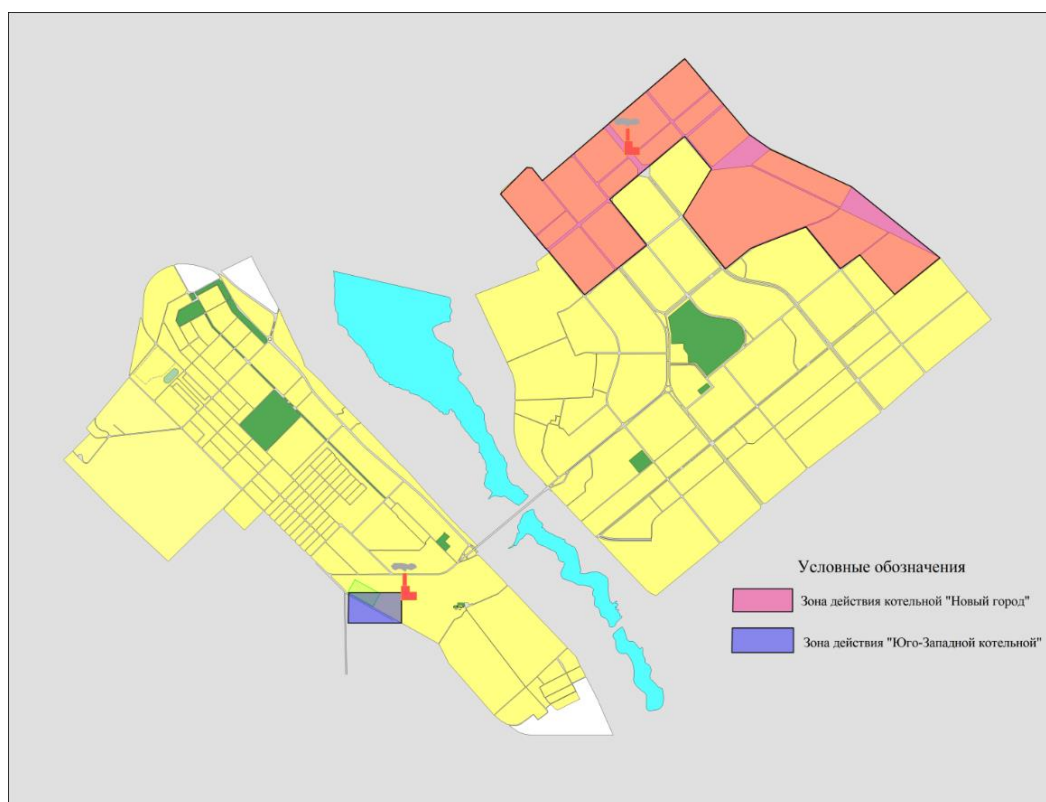 Условные обозначения
Зона действия котельной "Новый город"
Зона действия "Юго-Западной котельной"